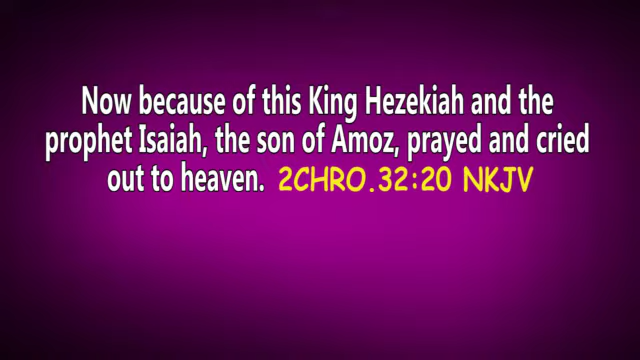 Now because of this King Hezekiah and the
prophet Isaiah, the son of Amoz, prayed and cried
out to heaven. 2CHRO.32:20 NKJV